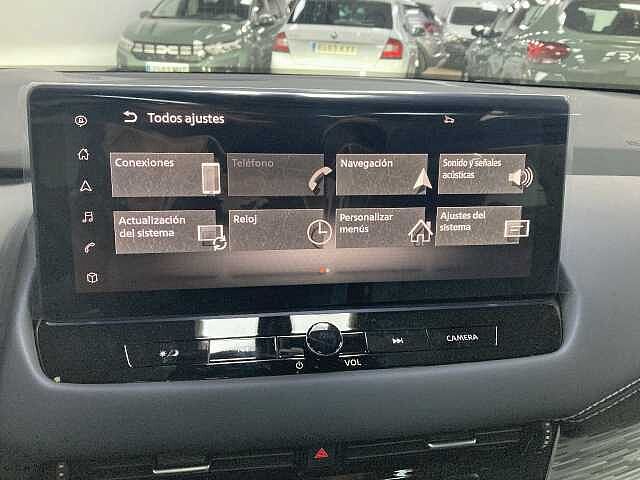 Todos ajustes
Conexiones
Teléfono
Navegación
Sonido y señales
acústicas
Actualización
del sistema
Reloj
Personalizar
menús
Ajustes del
sistema
VOL
CAMERA